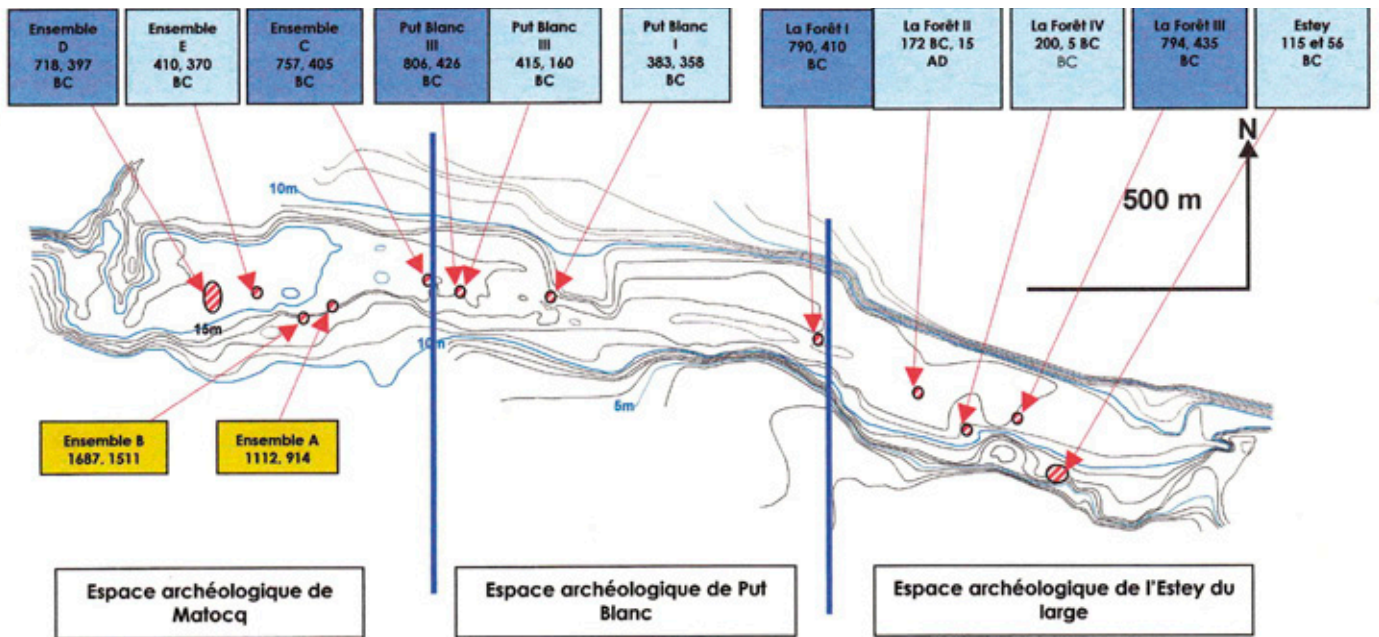 Ensemble
D
718, 397
BC
Ensemble
E
410, 370
BC
Ensemble
C
757, 405
BC
Put Blanc
III
806, 426
BC
Put Blanc
III
415, 160
BC
Put Blanc
I
383, 358
BC
La Forêt I
790, 410
BC
La Forêt II
172 BC, 15
AD
La Forêt IV
200, 5 BC
BC
La Forêt III
794, 435
BC
Estey
115 et 56
BC
N
500 m
10m
15m
10m
5m
Ensemble B
1687, 1511
Ensemble A
1112, 914
Espace archéologique de
Matocq
Espace archéologique de Put
Blanc
Espace archéologique de l'Estey du
large